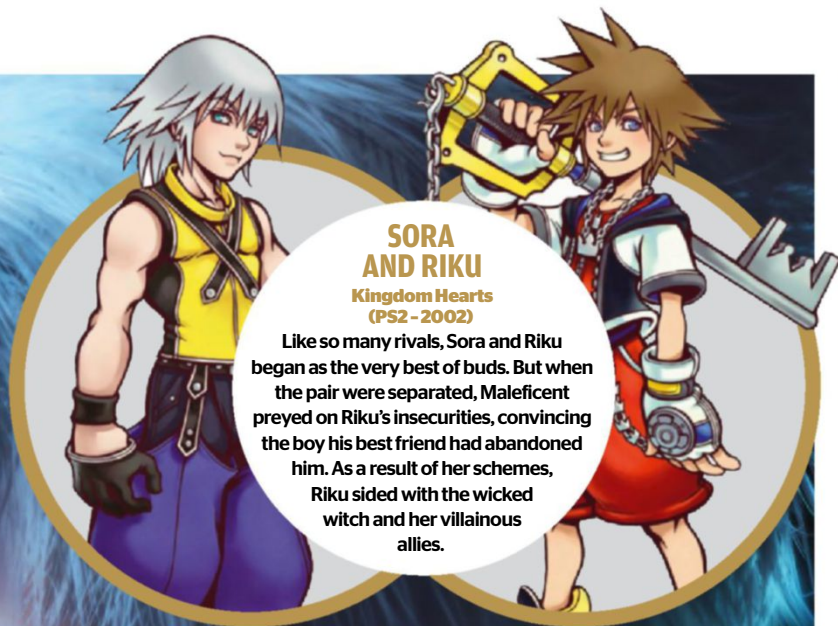 SORA
AND RIKU
Kingdom Hearts
(PS2 – 2002)
Like so many rivals, Sora and Riku
began as the very best of buds. But when
the pair were separated, Maleficent
preyed on Riku’s insecurities, convincing
the boy his best friend had abandoned
him. As a result of her schemes,
Riku sided with the wicked
witch and her villainous
allies.